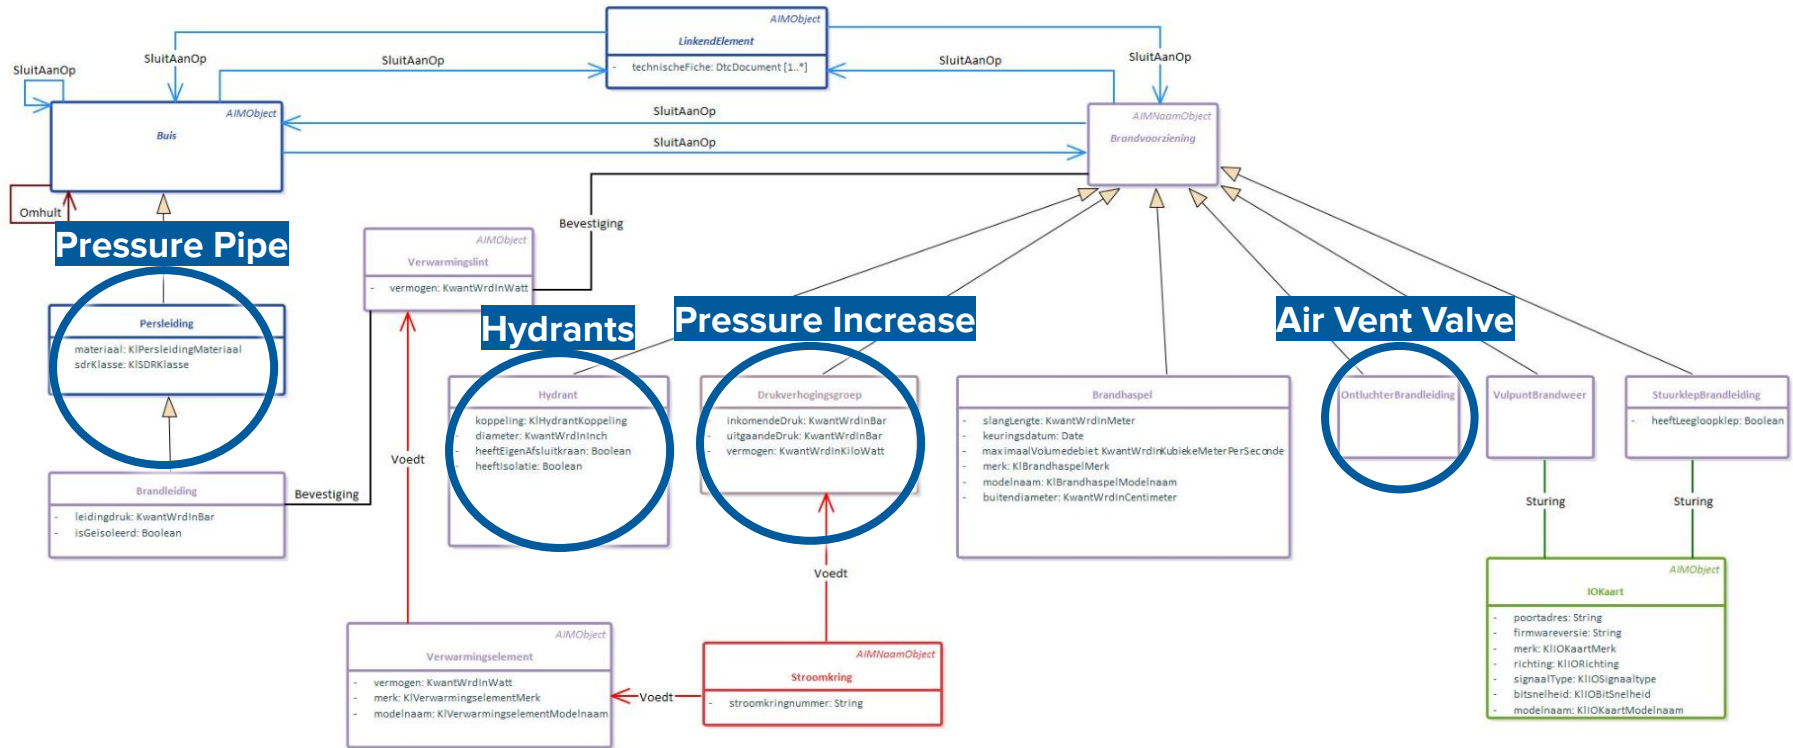 AIMObject
LinkendElement
- technischeFiche: DtcDocument [1..*]
SluitAanOp
SluitAanOp
SluitAanOp
SluitAanOp
SluitAanOp
SluitAanOp
SluitAanOp
AIMObject
Buis
AIMNaamObject
Brandvoorziening
Omhult
Bevestiging
Pressure Pipe
AIMObject
Verwarmingslint
- vermogen: KwantWrdInWatt
Hydrants
Pressure Increase
Air Vent Valve
Persleiding
materiaal: KlPersleidingMateriaal
sdrKlasse: KlSDRKlasse
Hydrant
koppeling: KlHydrantKoppeling
- diameter: KwantWrdInInch
- heeftEigenAfsluitkraan: Boolean
- heeftIsolatie: Boolean
Drukverhogingsgroep
- inkomendeDruk: KwantWrdInBar
- uitgaandeDruk: KwantWrdInBar
- vermogen: KwantWrdInKiloWatt
Brandhaspel
- slangLengte: KwantWrdInMeter
- keuringsdatum: Date
- maximaalVolumedebiet: KwantWrdInKubiekeMeterPerSeconde
- merk: KlBrandhaspelMerk
- modelnaam: KlBrandhaspelModelnaam
- buitendiameter: KwantWrdInCentimeter
OntluchterBrandleiding
VulpuntBrandweer
StuurklepBrandleiding
- heeftLeegloopklep: Boolean
Voedt
Brandleiding
- leidingdruk: KwantWrdInBar
- isGeisoleerd: Boolean
Bevestiging
Sturing
Sturing
Voedt
AIMObject
Verwarmingselement
- vermogen: KwantWrdInWatt
- merk: KlVerwarmingselementMerk
- modelnaam: KlVerwarmingselementModelnaam
Voedt
AIMNaamObject
Stroomkring
- stroomkringnummer: String
AIMObject
IOKaart
- poortadres: String
- firmwareversie: String
- merk: KlIOKaartMerk
- richting: KlIORichting
- signaalType: KlIOSignaaltype
- bitsnelheid: KlIOBitSnelheid
- modelnaam: KlIOKaartModelnaam